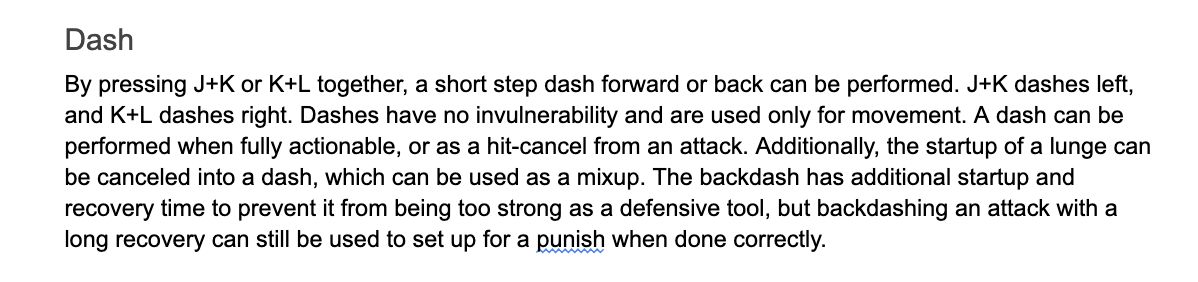 Dash
By pressing J+K or K+L together, a short step dash forward or back can be performed. J+K dashes left,
and K+L dashes right. Dashes have no invulnerability and are used only for movement. A dash can be
performed when fully actionable, or as a hit-cancel from an attack. Additionally, the startup of a lunge can
be canceled into a dash, which can be used as a mixup. The backdash has additional startup and
recovery time to prevent it from being too strong as a defensive tool, but backdashing an attack with a
long recovery can still be used to set up for a punish when done correctly.